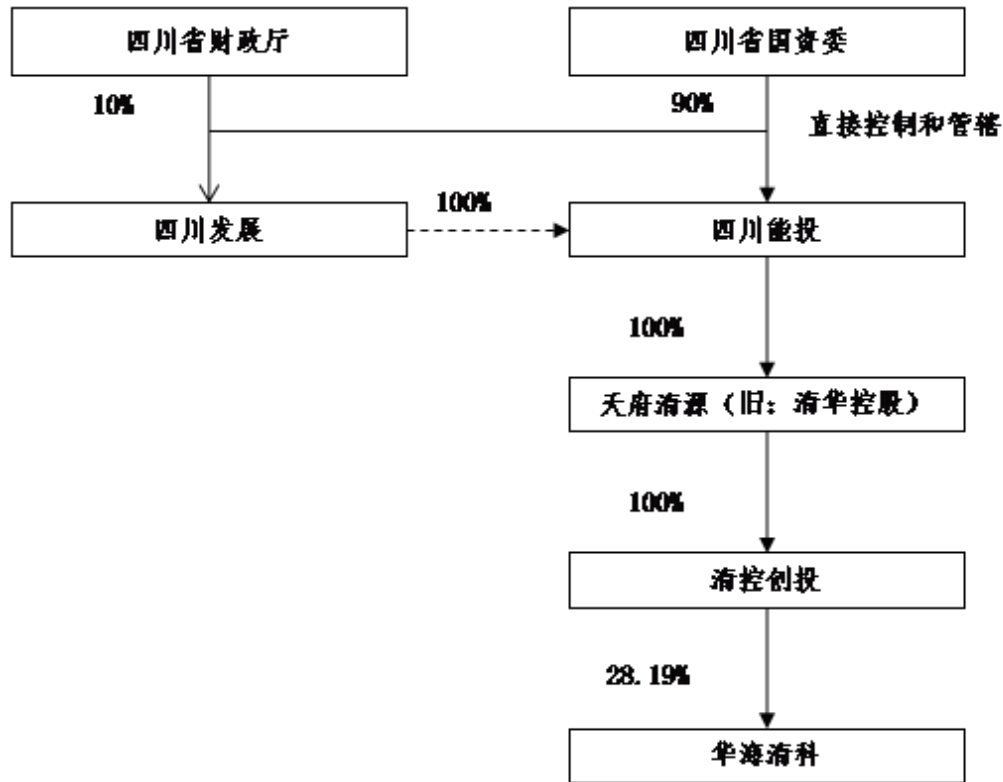 四川省财政厅
四川省国资委
10%
90%
直接控制和管辖
四川发展
100%
四川能投
100%
天府清源（旧：清华控股）
100%
清控创投
28.19%
华海清科